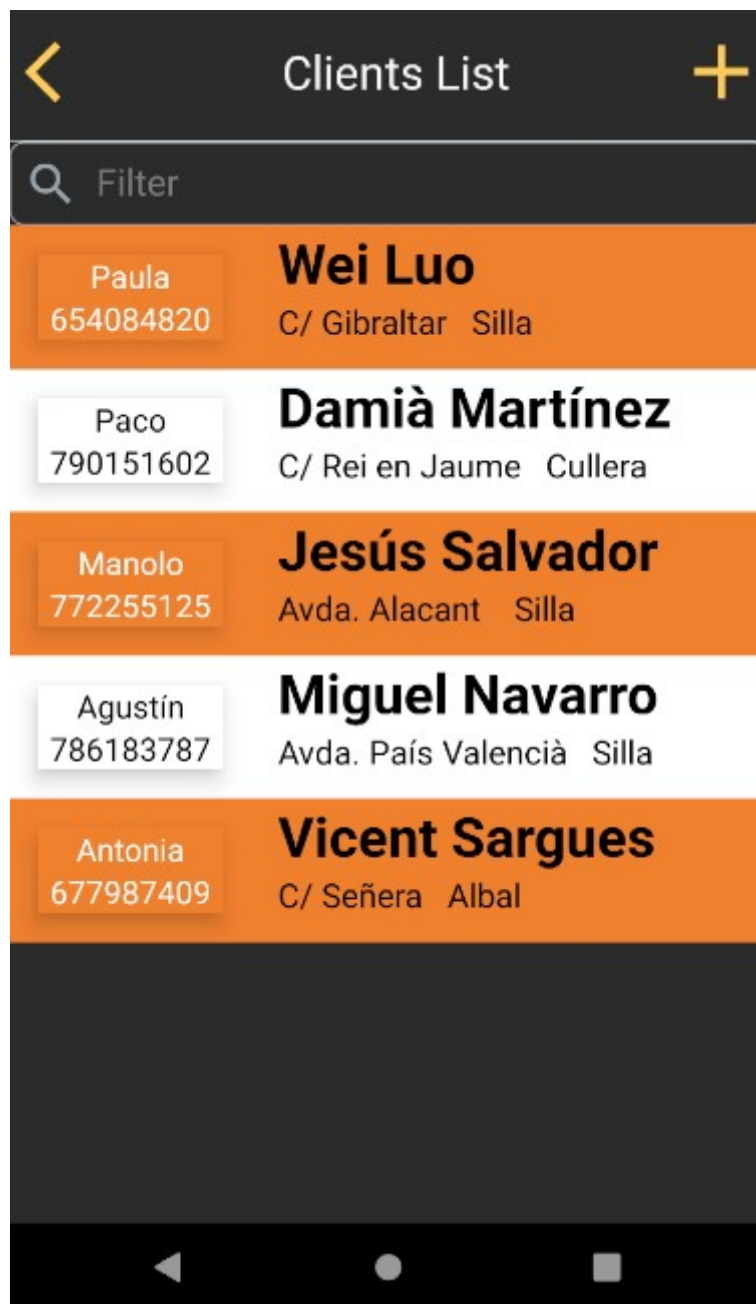 Clients List
Filter
Paula
654084820
Wei Luo
C/ Gibraltar Silla
Paco
790151602
Damià Martínez
C/ Rei en Jaume Cullera
Manolo
772255125
Jesús Salvador
Avda. Alacant Silla
Agustín
786183787
Miguel Navarro
Avda. País Valencià Silla
Antonia
677987409
Vicent Sargues
C/ Señera Albal